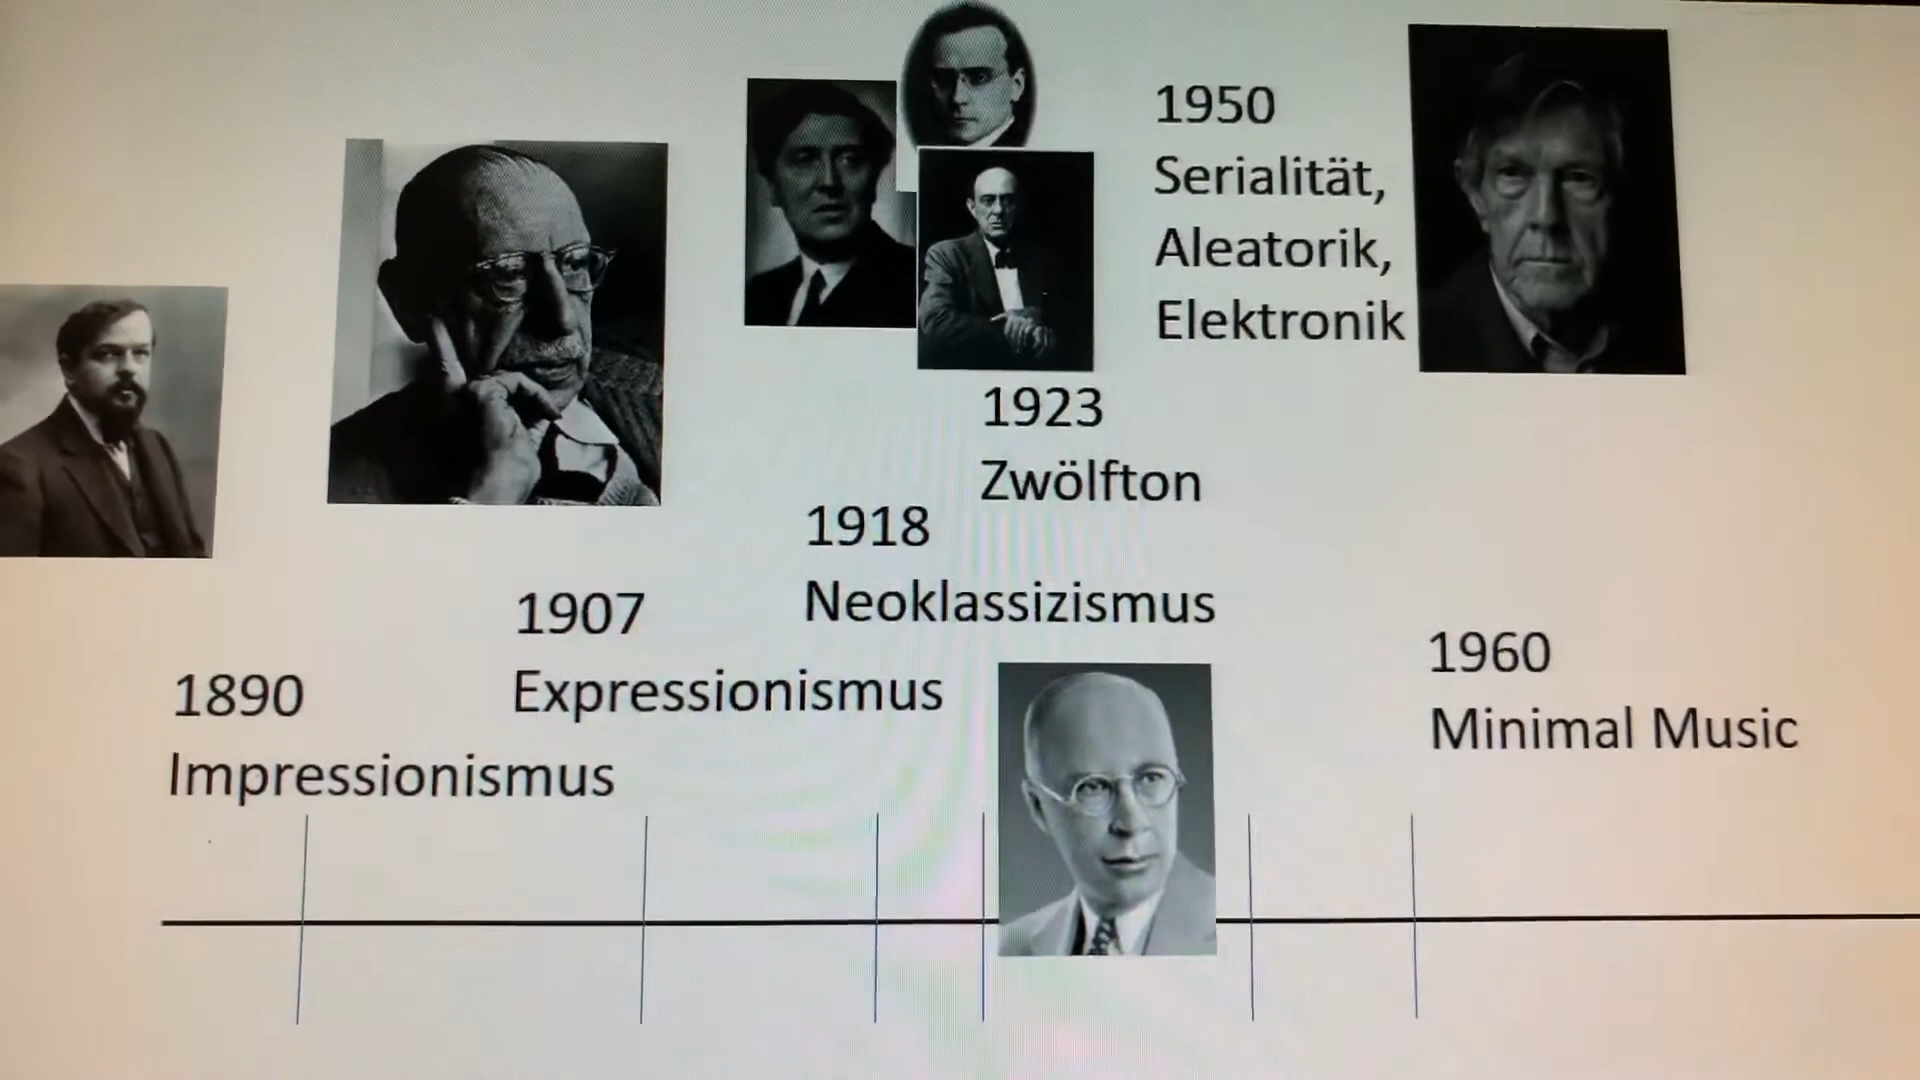 1890
Impressionismus
1907
Expressionismus
1918
Neoklassizismus
1923
Zwölfton
1950
Serialität,
Aleatorik,
Elektronik
1960
Minimal Music